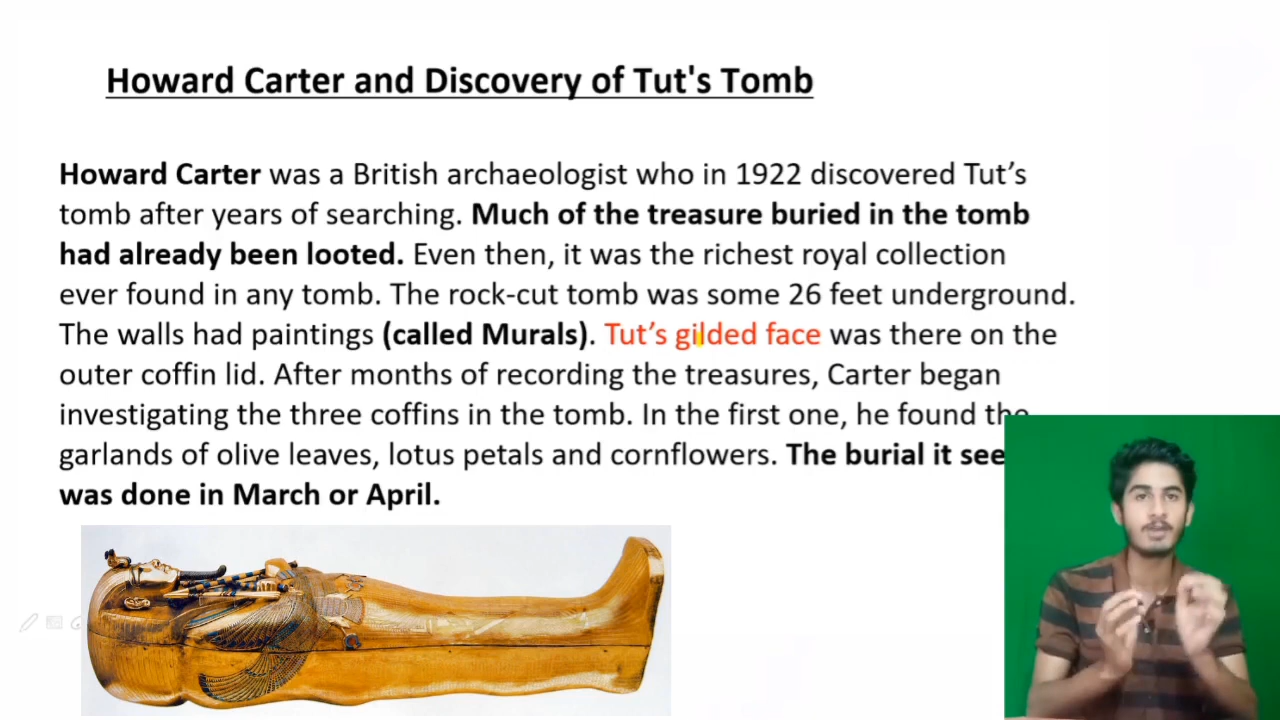 Howard Carter and Discovery of Tut's Tomb
Howard Carter was a British archaeologist who in 1922 discovered Tut’s
tomb after years of searching. Much of the treasure buried in the tomb
had already been looted. Even then, it was the richest royal collection
ever found in any tomb. The rock-cut tomb was some 26 feet underground.
The walls had paintings (called Murals). Tut’s gilded face was there on the
outer coffin lid. After months of recording the treasures, Carter began
investigating the three coffins in the tomb. In the first one, he found the
garlands of olive leaves, lotus petals and cornflowers. The burial it see
was done in March or April.